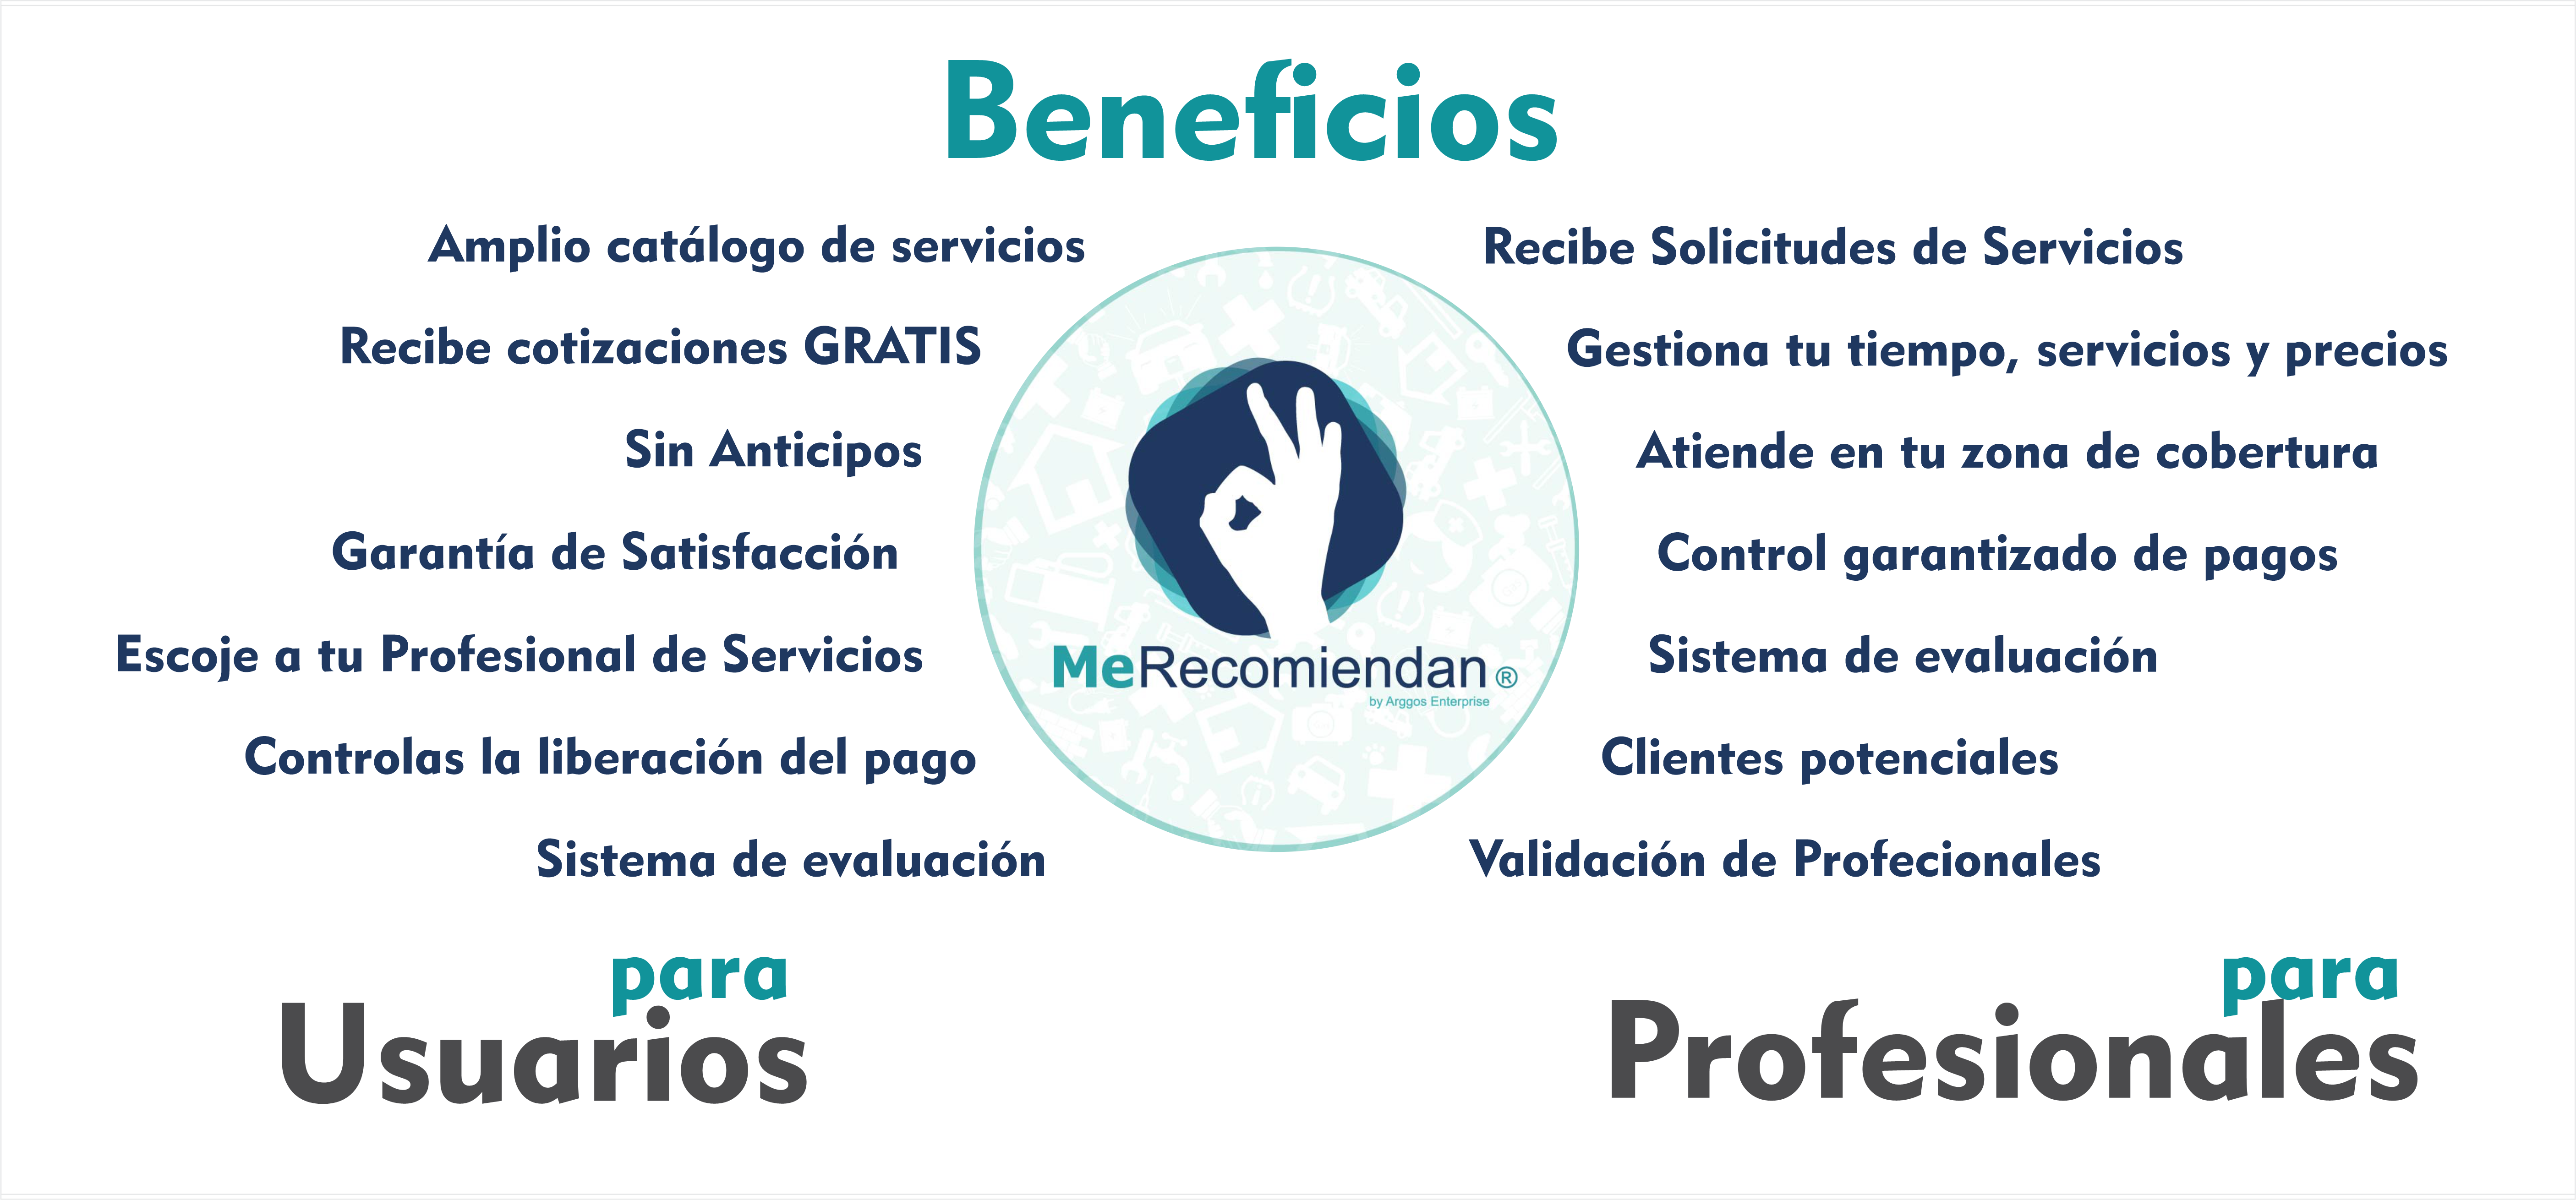 Beneficios
Amplio catálogo de servicios
Recibe cotizaciones GRATIS
Sin Anticipos
Garantía de Satisfacción
Escoje a tu Profesional de Servicios
Controlas la liberación del pago
Sistema de evaluación
para
Usuarios
MeRecomiendan®
by Arggos Enterprise
Recibe Solicitudes de Servicios
Gestiona tu tiempo, servicios y precios
Atiende en tu zona de cobertura
Control garantizado de pagos
Sistema de evaluación
Clientes potenciales
Validación de Profecionales
para
Profesionales